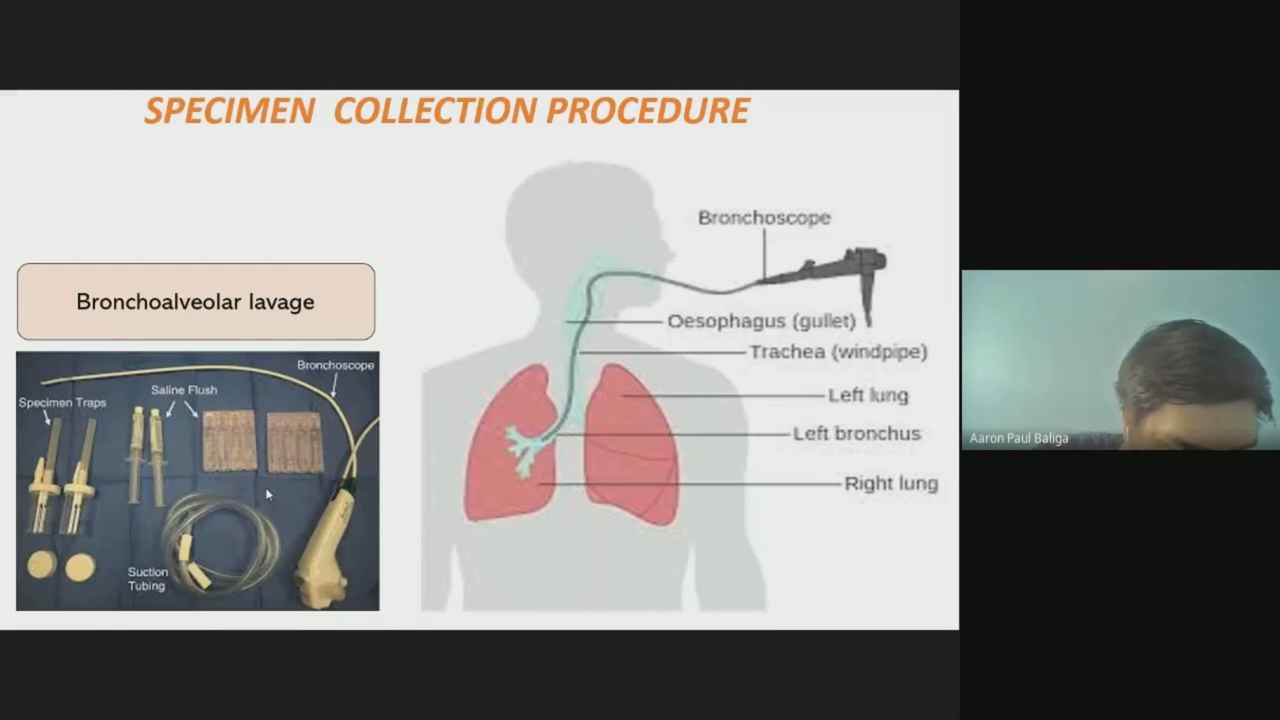 SPECIMEN COLLECTION PROCEDURE
Bronchoalveolar lavage
Bronchoscope
Saline Flush
Specimen Traps
Suction
Tubing
Bronchoscope
Oesophagus (gullet)
Trachea (windpipe)
Left lung
Left bronchus
Right lung
Aaron Paul Baliga